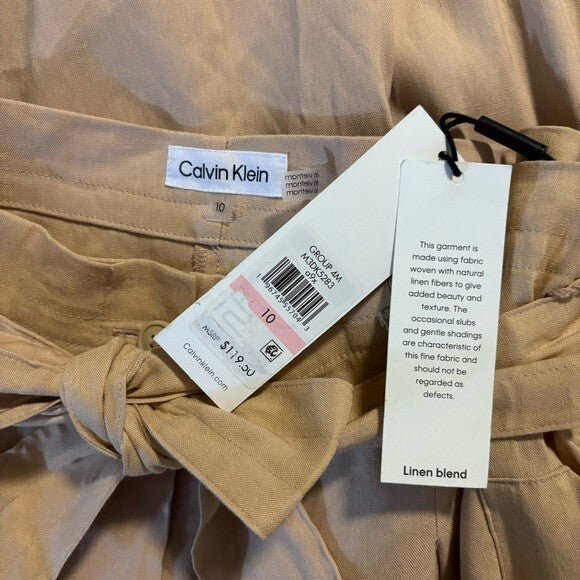 Calvin Klein
10
GROUP 4M
M3DK5283
a9x
10
MSRP $119.50
Calvinklein.com
This garment is
made using fabric
woven with natural
linen fibers to give
added beauty and
texture. The
occasional slubs
and gentle shadings
are characteristic of
this fine fabric and
should not be
regarded as
defects.
Linen blend